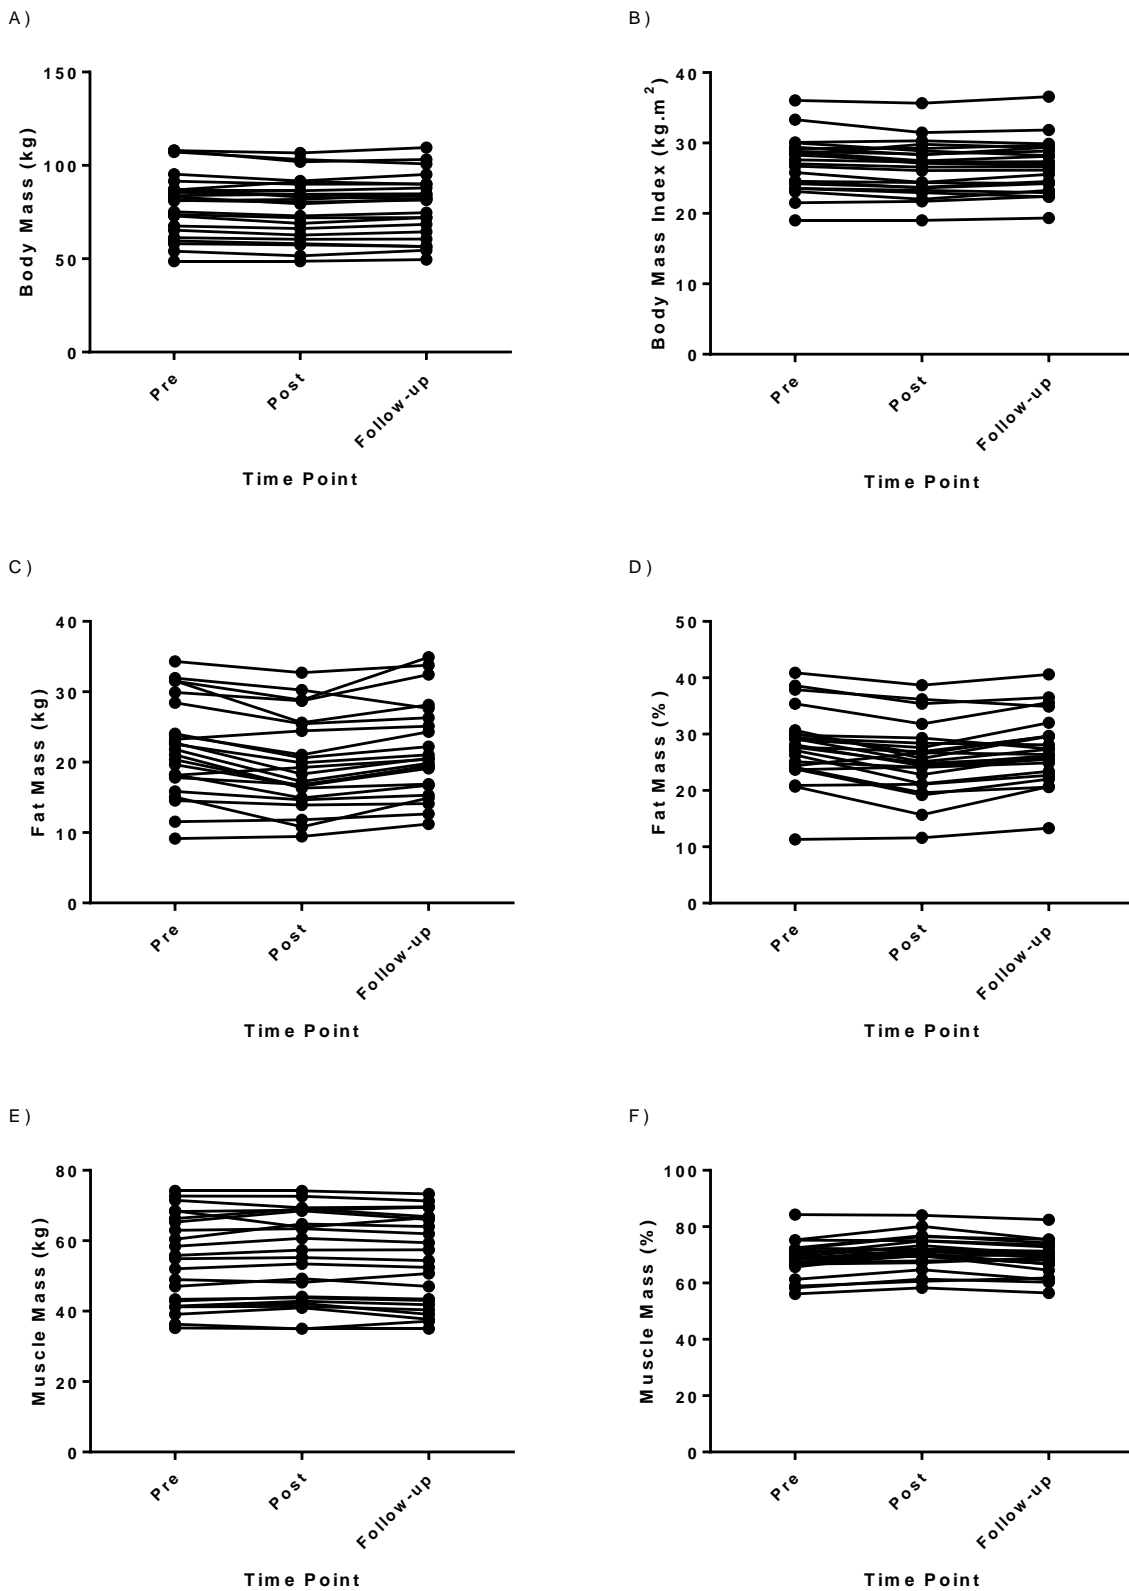 A)
Body Mass (kg)
150
100
50
0
Pre
Post
Follow-up
Time Point
B)
Body Mass Index (kg.m²)
40
30
20
10
0
Pre
Post
Follow-up
Time Point
C)
Fat Mass (kg)
40
30
20
10
0
Pre
Post
Follow-up
Time Point
D)
Fat Mass (%)
50
40
30
20
10
0
Pre
Post
Follow-up
Time Point
E)
Muscle Mass (kg)
80
60
40
20
0
Pre
Post
Follow-up
Time Point
F)
Muscle Mass (%)
100
80
60
40
20
0
Pre
Post
Follow-up
Time Point